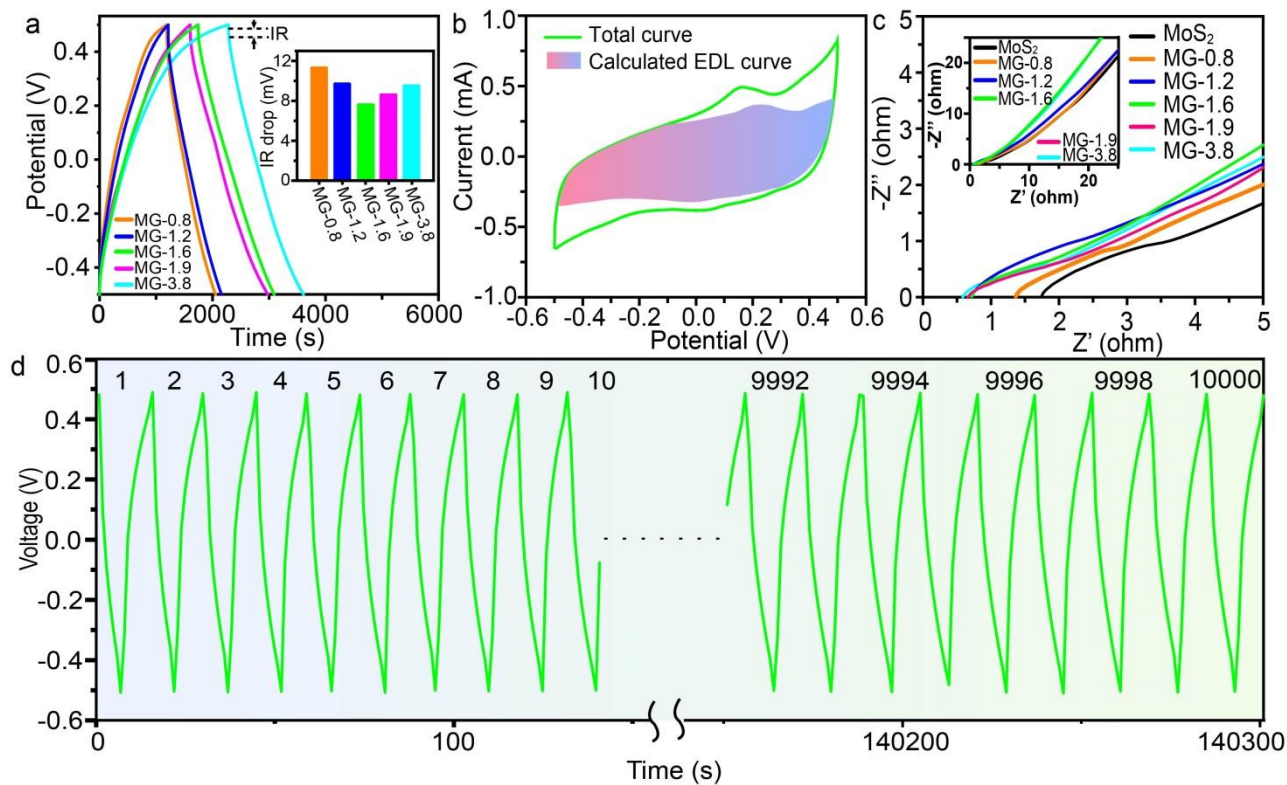 a
Potential (V)
0.4
0.2
0.0
-0.2
-0.4
IR
IR drop (mV)
12
8
4
0
MG-0.8
MG-1.2
MG-1.6
MG-1.9
MG-3.8
MG-0.8
MG-1.2
MG-1.6
MG-1.9
MG-3.8
0 2000 4000 6000
Time (s)
b
Total curve
Calculated EDL curve
Current (mA)
1.0
0.5
0.0
-0.5
-1.0
-0.6 -0.4 -0.2 0.0 0.2 0.4 0.6
Potential (V)
c
-Z'' (ohm)
-5
-4
-3
-2
-1
0
-Z'' (ohm)
20
10
0
MoS2
MG-0.8
MG-1.2
MG-1.6
MG-1.9
MG-3.8
0 10 20
Z' (ohm)
MoS2
MG-0.8
MG-1.2
MG-1.6
MG-1.9
MG-3.8
0 1 2 3 4 5
Z' (ohm)
d
Voltage (V)
0.6
0.4
0.2
0.0
-0.2
-0.4
-0.6
1 2 3 4 5 6 7 8 9 10 9992 9994 9996 9998 10000
0 100 140200 140300
Time (s)